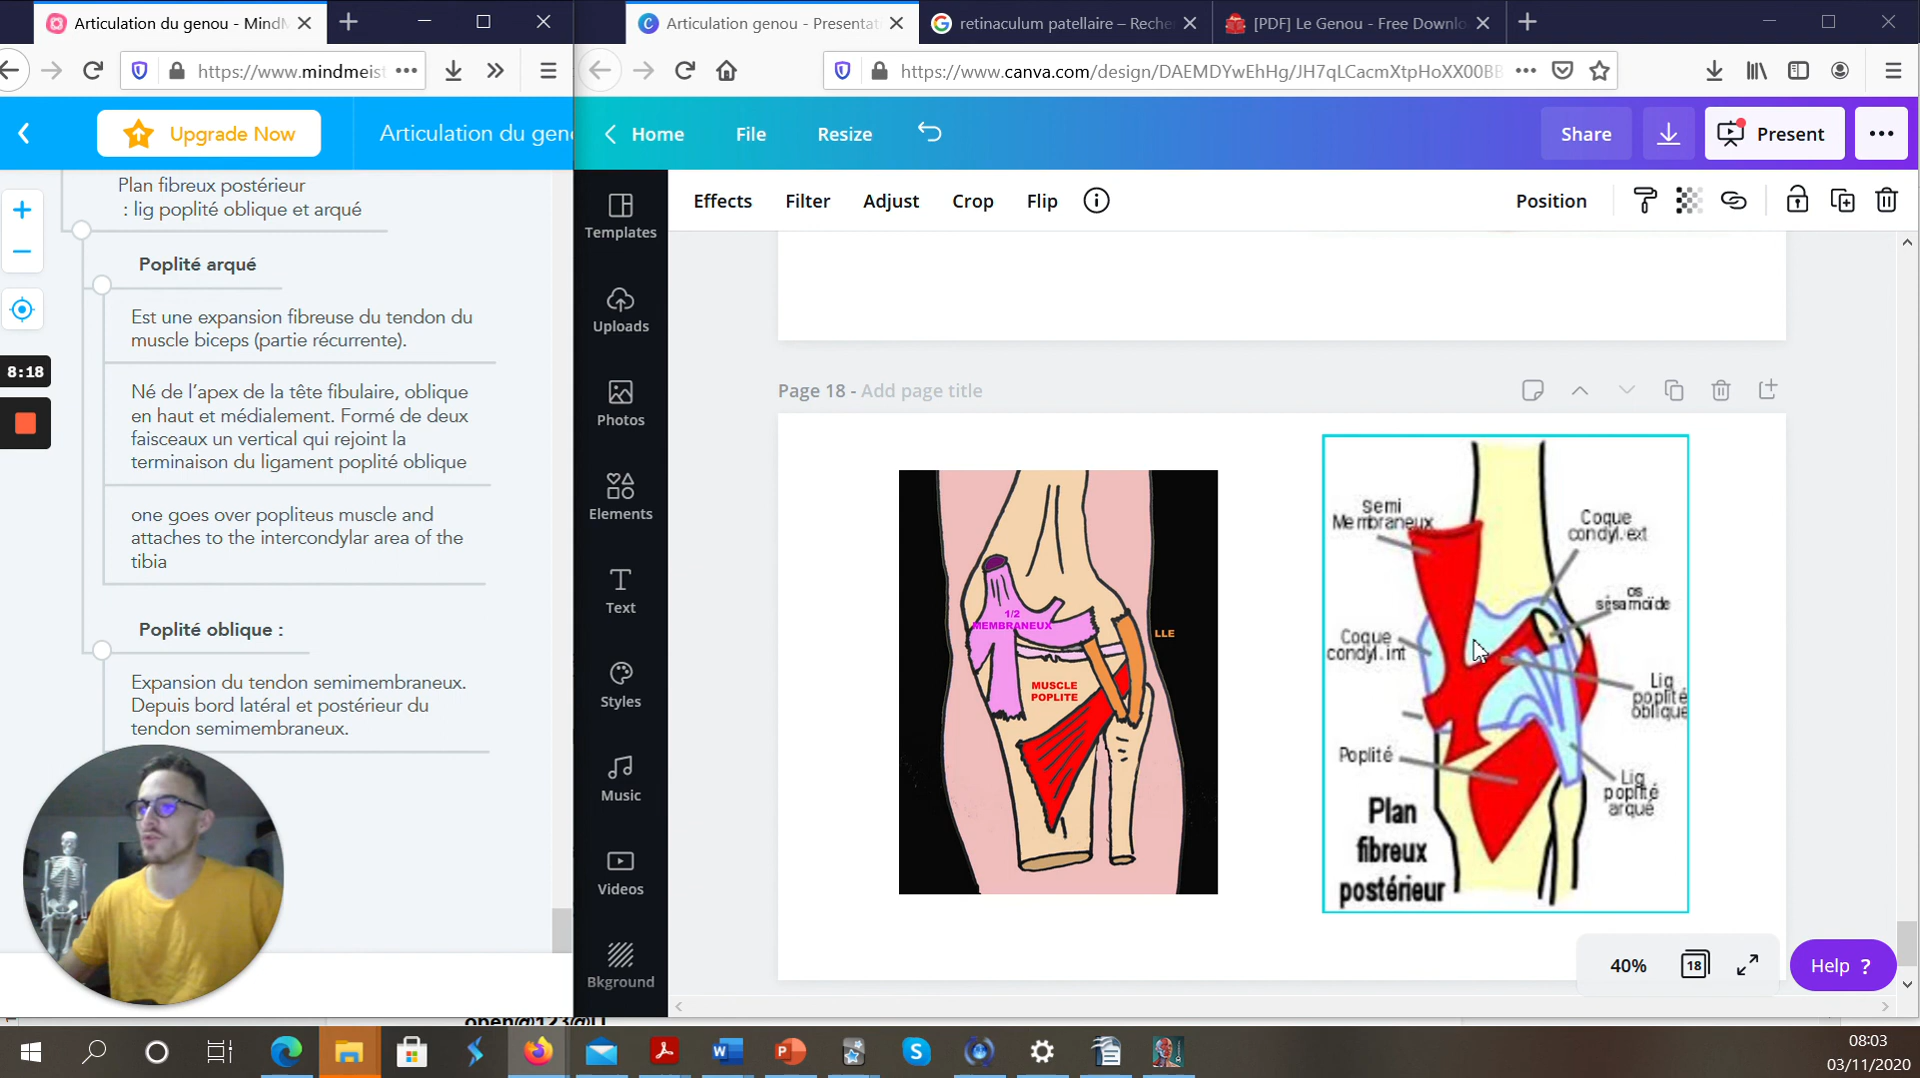 Articulation du genou - MindM
https://www.mindmeist
Upgrade Now
Articulation du gen
Plan fibreux postérieur
: lig poplité oblique et arqué
Poplité arqué
Est une expansion fibreuse du tendon du
muscle biceps (partie récurrente).
Né de l’apex de la tête fibulaire, oblique
en haut et médialement. Formé de deux
faisceaux un vertical qui rejoint la
terminaison du ligament poplité oblique
one goes over popliteus muscle and
attaches to the intercondylar area of the
tibia
Poplité oblique :
Expansion du tendon semimembraneux.
Depuis bord latéral et postérieur du
tendon semimembraneux.
8:18
Articulation genou - Presentat
retinaculum patellaire – Reche
[PDF] Le Genou - Free Downlo
https://www.canva.com/design/DAEMDYwEhHg/JH7qLCacmXtpHoXX00BB
Home
File
Resize
Share
Present
Effects
Filter
Adjust
Crop
Flip
Position
Templates
Uploads
Photos
Elements
Text
Styles
Music
Videos
Bkground
Page 18 - Add page title
1/2
MEMBRANEUX
LLE
MUSCLE
POPLITE
Semi
Membraneux
Coque
condyl.ext
os
sésamoïde
Coque
condyl.int
Lig
poplité
oblique
Poplité
Lig
poplité
arqué
Plan
fibreux
postérieur
40%
18
Help ?
08:03
03/11/2020